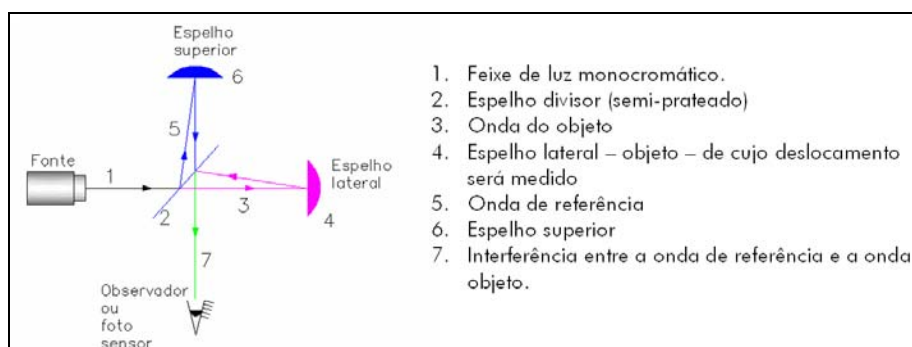 Espelho
superior
6
5
Fonte
1
2
3
Espelho
lateral
4
7
Observador
ou
foto
sensor
1. Feixe de luz monocromático.
2. Espelho divisor (semi-prateado)
3. Onda do objeto
4. Espelho lateral – objeto – de cujo deslocamento
será medido
5. Onda de referência
6. Espelho superior
7. Interferência entre a onda de referência e a onda
objeto.